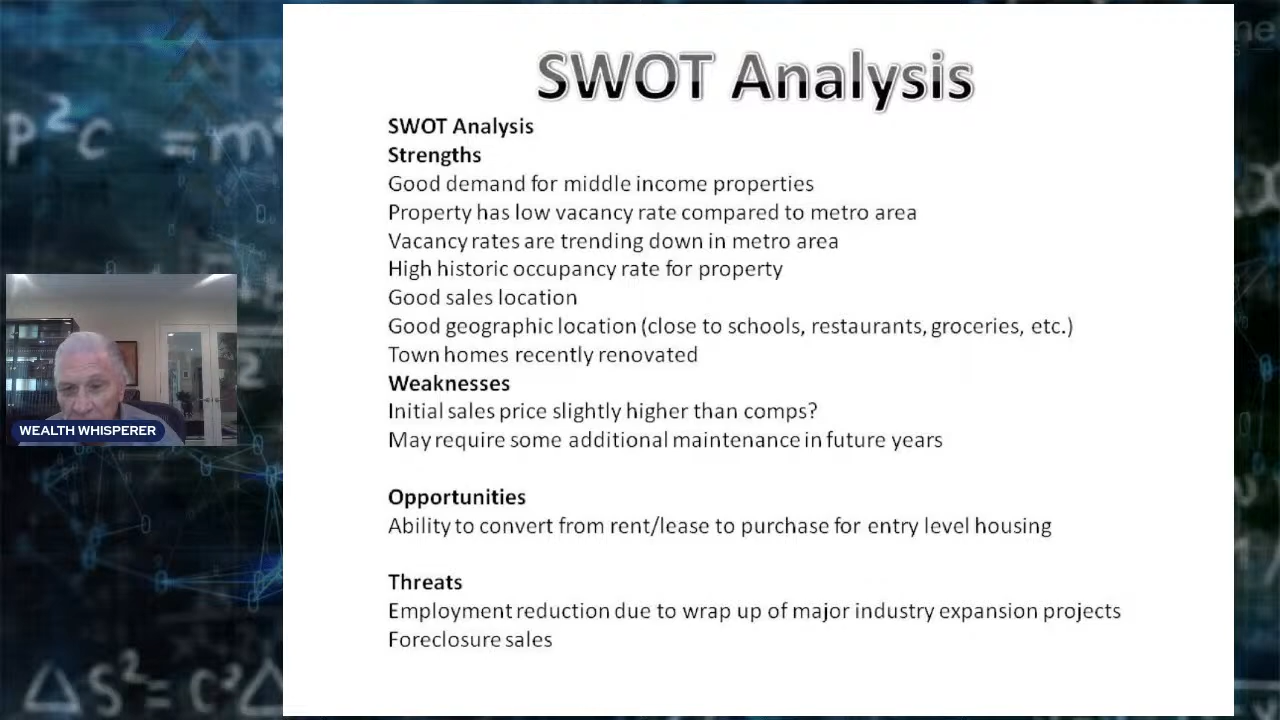 SWOT Analysis
SWOT Analysis
Strengths
Good demand for middle income properties
Property has low vacancy rate compared to metro area
Vacancy rates are trending down in metro area
High historic occupancy rate for property
Good sales location
Good geographic location (close to schools, restaurants, groceries, etc.)
Town homes recently renovated
Weaknesses
Initial sales price slightly higher than comps?
May require some additional maintenance in future years
Opportunities
Ability to convert from rent/lease to purchase for entry level housing
Threats
Employment reduction due to wrap up of major industry expansion projects
Foreclosure sales
WEALTH WHISPERER
P²C = m
ΔS² = C²Δ